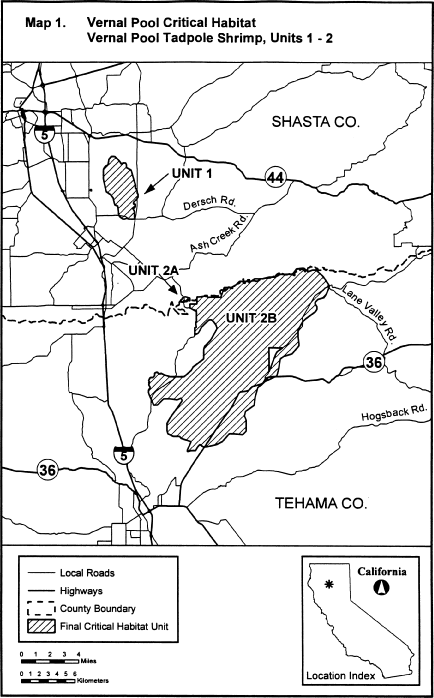 Map 1. Vernal Pool Critical Habitat
Vernal Pool Tadpole Shrimp, Units 1 - 2
SHASTA CO.
5
UNIT 1
44
Dersch Rd.
Ash Creek Rd.
UNIT 2A
UNIT 2B
Lane Valley Rd.
36
Hogsback Rd.
5
36
TEHAMA CO.
Local Roads
Highways
County Boundary
Final Critical Habitat Unit
0 1 2 3 4
Miles
0 1 2 3 4 5 6
Kilometers
California
Location Index